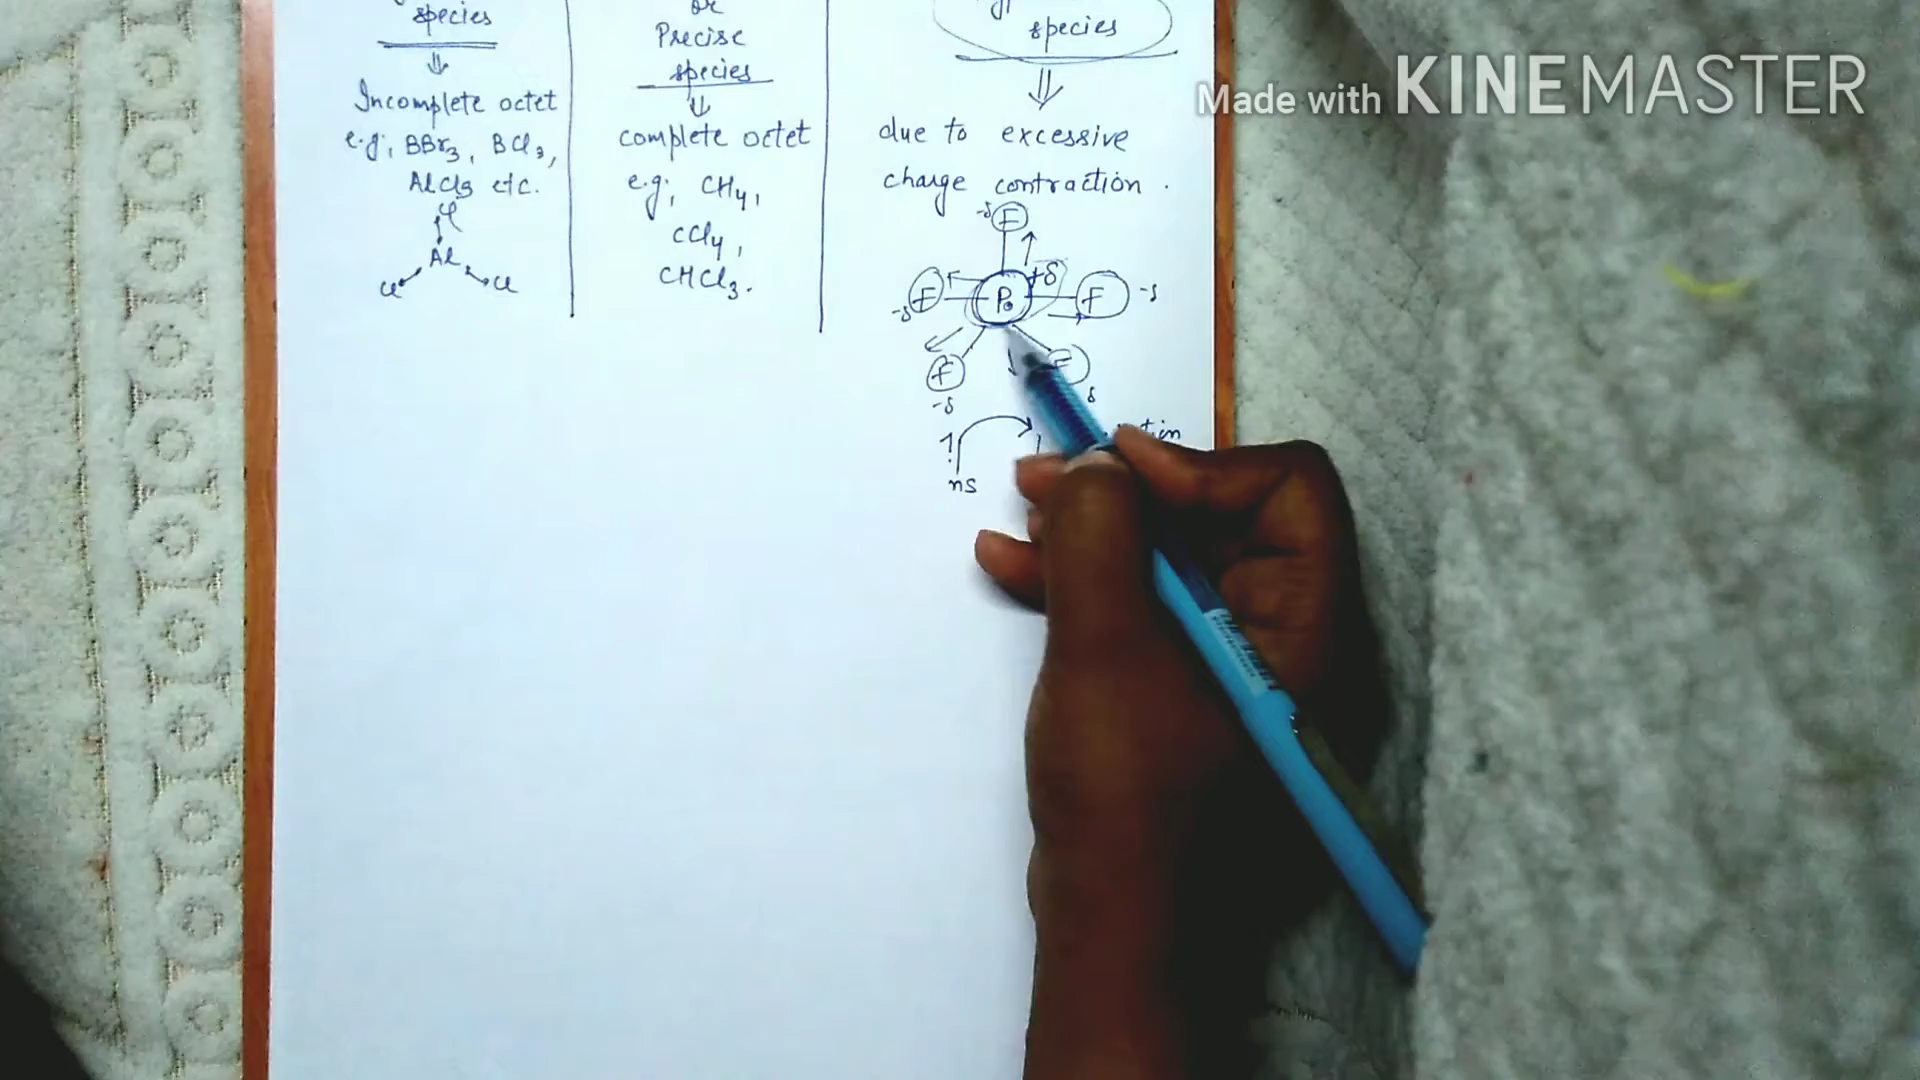 species
Incomplete octet
e.g; BBr3, BCl3,
AlCl3 etc.
Cl
Al
Cl
Cl
or
Precise
species
complete octet
e.g; CH4,
CCl4,
CHCl3.
species
due to excessive
charge contraction.
-δ F
F P +δ F -δ
-δ
F F
-δ δ
ns
Made with KINEMASTER